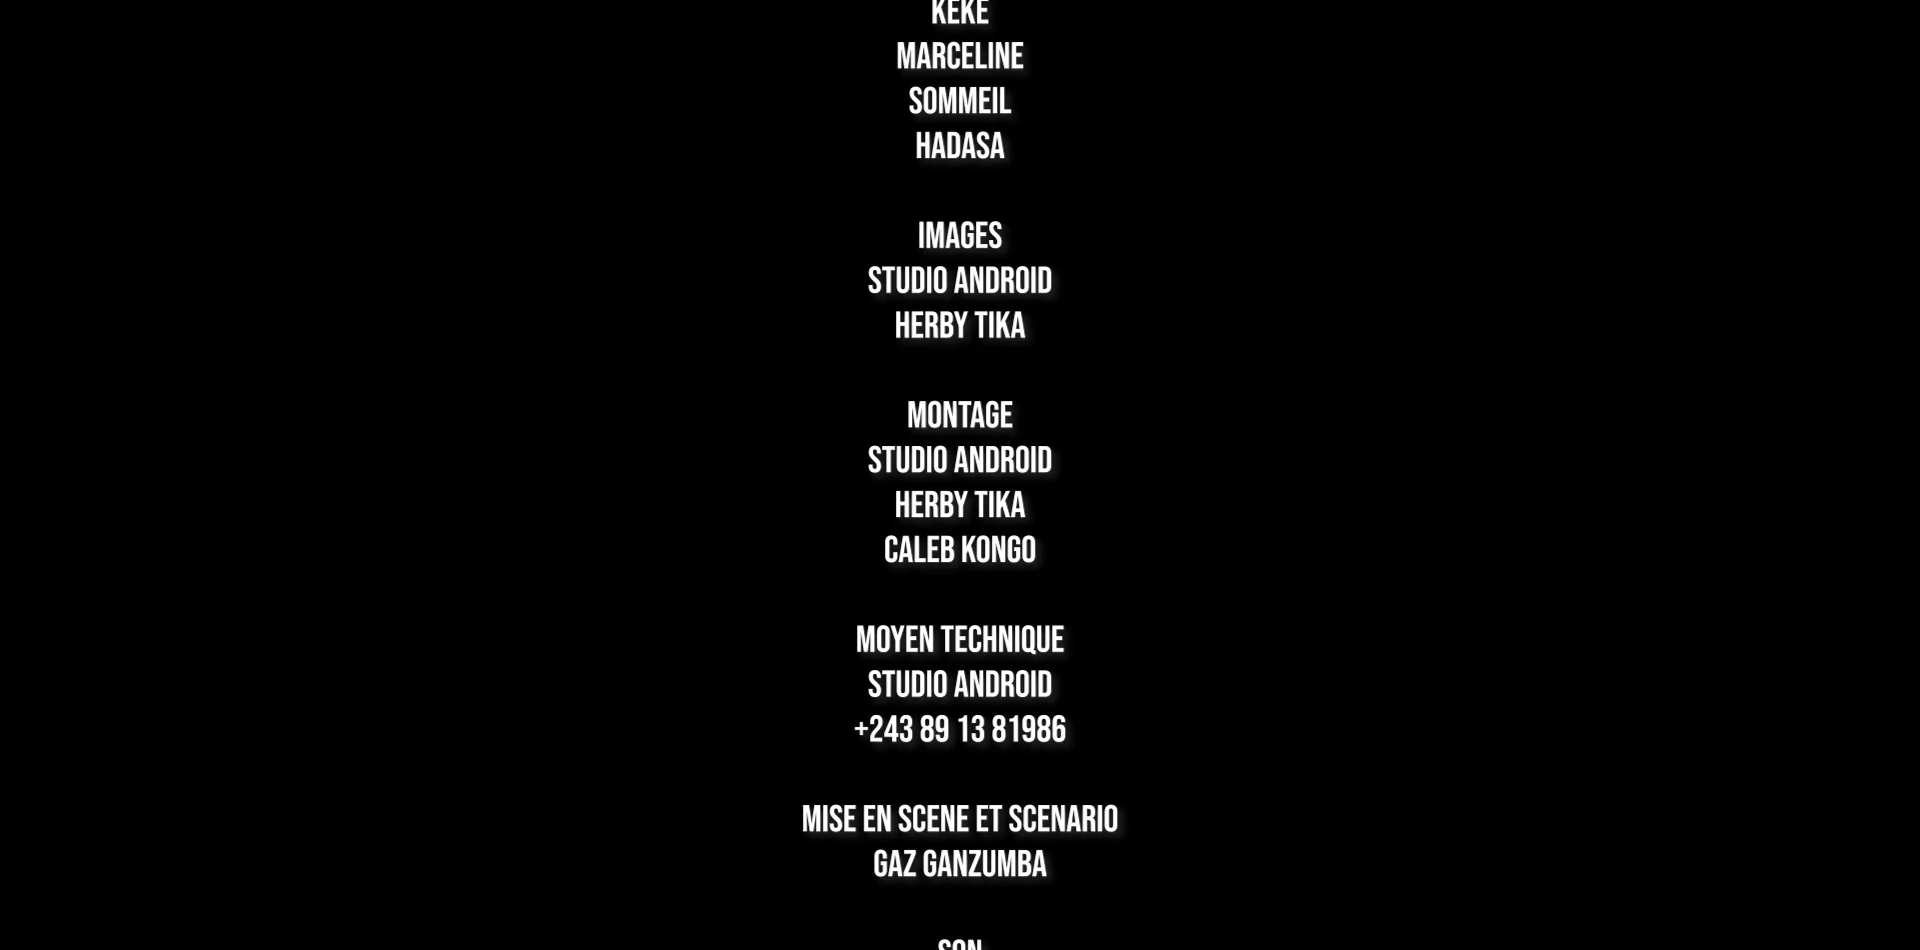 KEKE
MARCELINE
SOMMEIL
HADASA
IMAGES
STUDIO ANDROID
HERBY TIKA
MONTAGE
STUDIO ANDROID
HERBY TIKA
CALEB KONGO
MOYEN TECHNIQUE
STUDIO ANDROID
+243 89 13 81986
MISE EN SCENE ET SCENARIO
GAZ GANZUMBA
SON